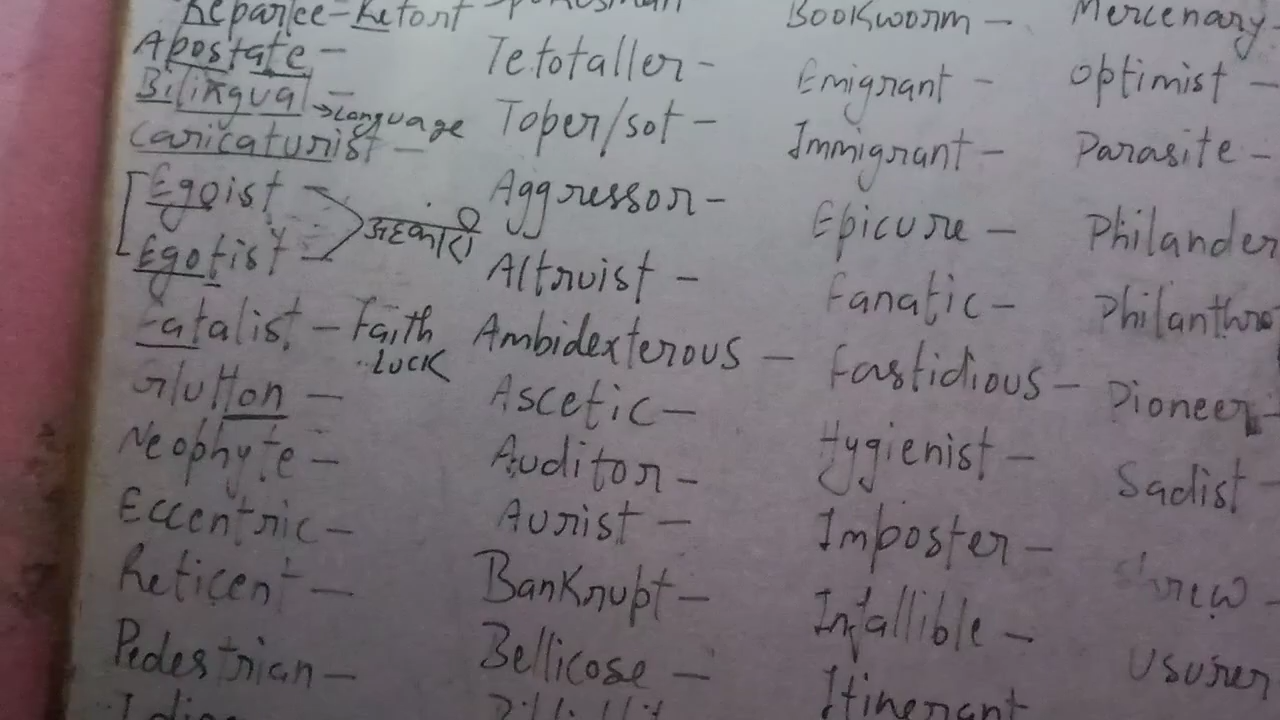 Reparlee - Retort
Apostate -
Bilingual -
→ Language
Caricaturist -
Egoist -
Egotist -
अहंकारी
Fatalist - Faith
Luck
Glutton -
Neophyte -
Eccentric -
Reticent -
Pedestrian -
Tetotaller -
Toper/sot -
Aggressor -
Altruist -
Ambidexterous -
Ascetic -
Auditor -
Aurist -
Bankrupt -
Bellicose -
Bookworm -
Emigrant -
Immigrant -
Epicure -
Fanatic -
Fastidious -
Hygienist -
Imposter -
Infallible -
Itinerant
Mercenary
Optimist -
Parasite -
Philander
Philanthro
Pioneer -
Sadist -
Shrew -
Usurer